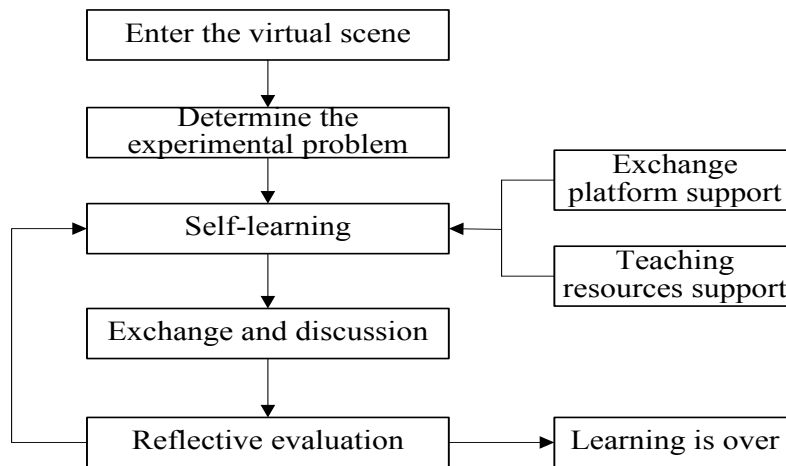 Enter the virtual scene
Determine the
experimental problem
Exchange
platform support
Self-learning
Teaching
resources support
Exchange and discussion
Reflective evaluation
Learning is over